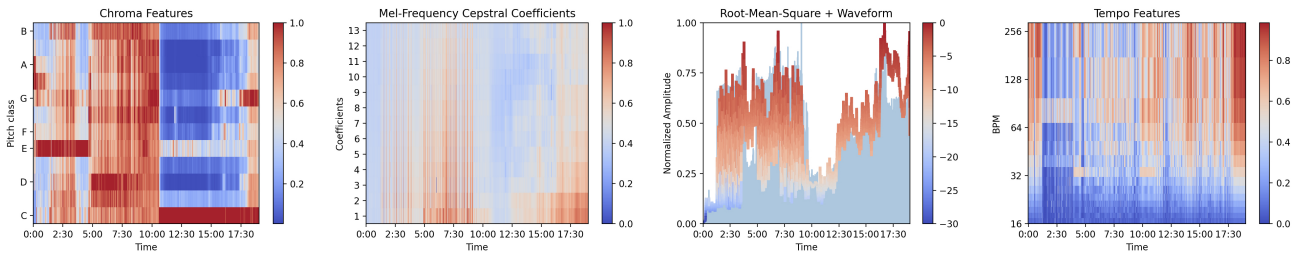 Chroma Features
Pitch class
B
A
G
F
E
D
C
0:00 2:30 5:00 7:30 10:00 12:30 15:00 17:30
Time
1.0
0.8
0.6
0.4
0.2
Mel-Frequency Cepstral Coefficients
Coefficients
13
12
11
10
9
8
7
6
5
4
3
2
1
0:00 2:30 5:00 7:30 10:00 12:30 15:00 17:30
Time
1.0
0.8
0.6
0.4
0.2
0.0
Root-Mean-Square + Waveform
Normalized Amplitude
1.00
0.75
0.50
0.25
0.00
0:00 2:30 5:00 7:30 10:00 12:30 15:00 17:30
Time
0
−5
−10
−15
−20
−25
−30
Tempo Features
BPM
256
128
64
32
16
0:00 2:30 5:00 7:30 10:00 12:30 15:00 17:30
Time
0.8
0.6
0.4
0.2
0.0